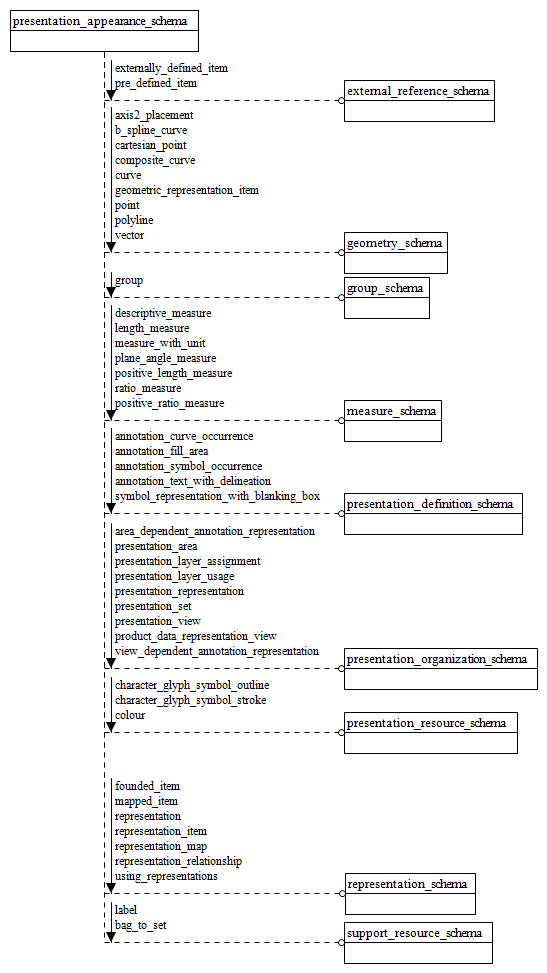 presentation_appearance_schema
externally_defined_item
pre_defined_item
external_reference_schema
axis2_placement
b_spline_curve
cartesian_point
composite_curve
curve
geometric_representation_item
point
polyline
vector
geometry_schema
group
group_schema
descriptive_measure
length_measure
measure_with_unit
plane_angle_measure
positive_length_measure
ratio_measure
positive_ratio_measure
measure_schema
annotation_curve_occurrence
annotation_fill_area
annotation_symbol_occurrence
annotation_text_with_delineation
symbol_representation_with_blanking_box
presentation_definition_schema
area_dependent_annotation_representation
presentation_area
presentation_layer_assignment
presentation_layer_usage
presentation_representation
presentation_set
presentation_view
product_data_representation_view
view_dependent_annotation_representation
presentation_organization_schema
character_glyph_symbol_outline
character_glyph_symbol_stroke
colour
presentation_resource_schema
founded_item
mapped_item
representation
representation_item
representation_map
representation_relationship
using_representations
representation_schema
label
bag_to_set
support_resource_schema